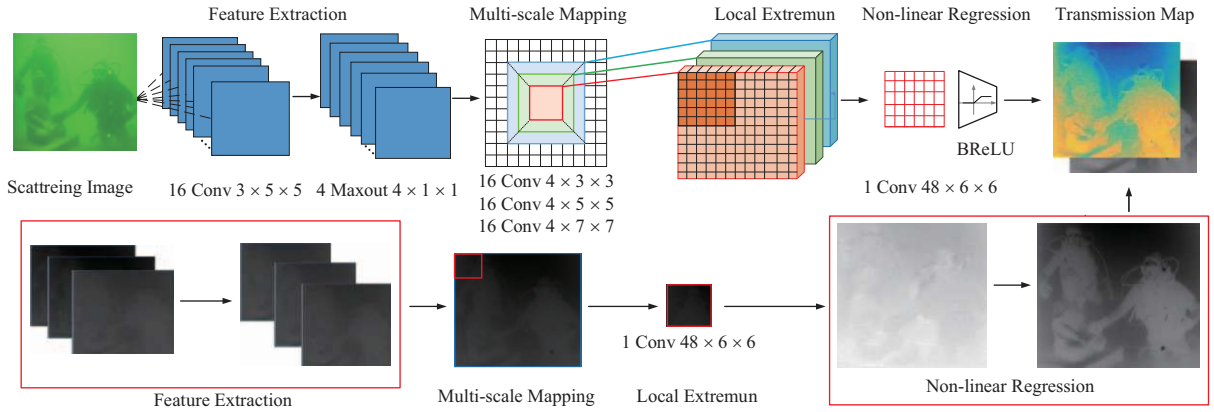 Feature Extraction
Multi-scale Mapping
Local Extremun
Non-linear Regression
Transmission Map
BReLU
Scattreing Image
16 Conv 3 × 5 × 5
4 Maxout 4 × 1 × 1
16 Conv 4 × 3 × 3
16 Conv 4 × 5 × 5
16 Conv 4 × 7 × 7
1 Conv 48 × 6 × 6
1 Conv 48 × 6 × 6
Feature Extraction
Multi-scale Mapping
Local Extremun
Non-linear Regression